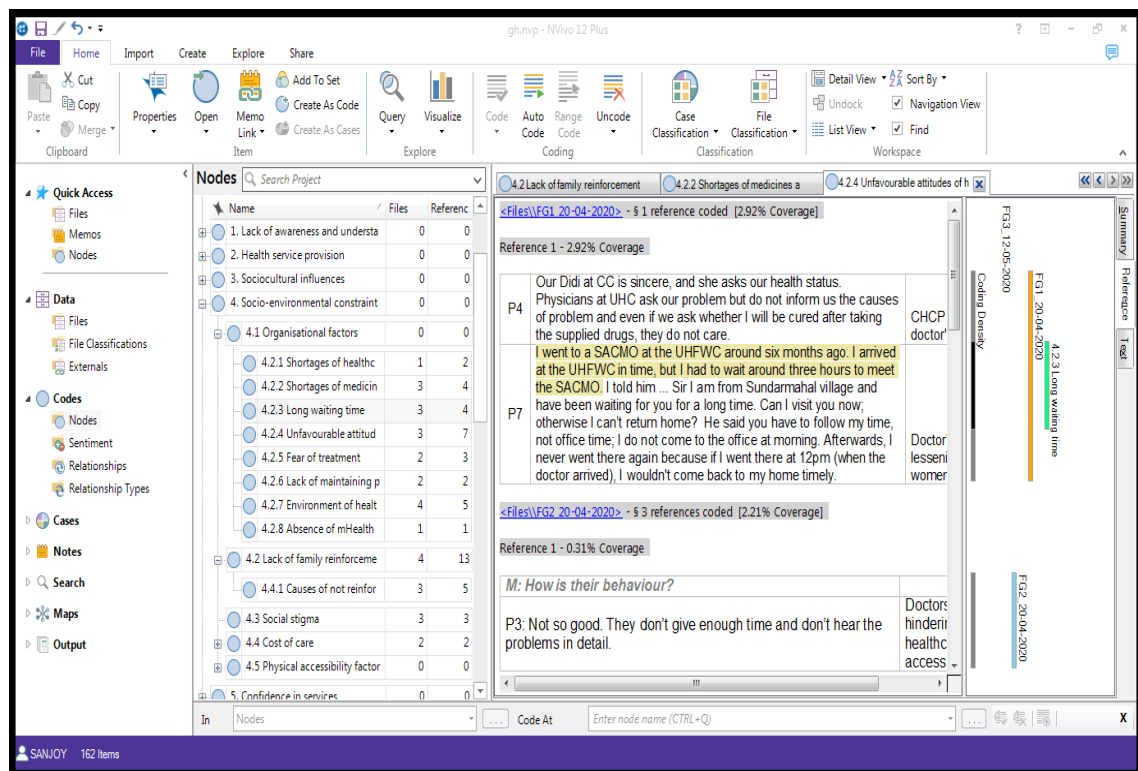 gh.nvp - NVivo 12 Plus
File Home Import Create Explore Share
Paste
Cut
Copy
Merge
Clipboard
Properties
Open
Memo Link
Add To Set
Create As Code
Create As Cases
Item
Query
Visualize
Explore
Code
Auto Code
Range Code
Uncode
Coding
Case Classification
File Classification
Classification
Detail View
Sort By
Undock
Navigation View
List View
Find
Workspace
Quick Access
Files
Memos
Nodes
Data
Files
File Classifications
Externals
Codes
Nodes
Sentiment
Relationships
Relationship Types
Cases
Notes
Search
Maps
Output
Nodes Search Project
Name Files Referenc
1. Lack of awareness and understa 0 0
2. Health service provision 0 0
3. Sociocultural influences 0 0
4. Socio-environmental constraint 0 0
4.1 Organisational factors 0 0
4.2.1 Shortages of healthc 1 2
4.2.2 Shortages of medicin 3 4
4.2.3 Long waiting time 3 4
4.2.4 Unfavourable attitud 3 7
4.2.5 Fear of treatment 2 3
4.2.6 Lack of maintaining p 2 2
4.2.7 Environment of healt 4 5
4.2.8 Absence of mHealth 1 1
4.2 Lack of family reinforceme 4 13
4.4.1 Causes of not reinfor 3 5
4.3 Social stigma 3 3
4.4 Cost of care 2 2
4.5 Physical accessibility factor 0 0
5. Confidence in services 0 0
4.2 Lack of family reinforcement
4.2.2 Shortages of medicines a
4.2.4 Unfavourable attitudes of h
<Files\\FG1_20-04-2020> - § 1 reference coded [2.92% Coverage]
Reference 1 - 2.92% Coverage
P4
Our Didi at CC is sincere, and she asks our health status.
Physicians at UHC ask our problem but do not inform us the causes
of problem and even if we ask whether I will be cured after taking
the supplied drugs, they do not care.
CHCP
doctor'
P7
I went to a SACMO at the UHFWC around six months ago. I arrived
at the UHFWC in time, but I had to wait around three hours to meet
the SACMO. I told him ... Sir I am from Sundarmahal village and
have been waiting for you for a long time. Can I visit you now;
otherwise I can't return home? He said you have to follow my time,
not office time; I do not come to the office at morning. Afterwards, I
never went there again because if I went there at 12pm (when the
doctor arrived), I wouldn't come back to my home timely.
Doctor
lesseni
women
<Files\\FG2_20-04-2020> - § 3 references coded [2.21% Coverage]
Reference 1 - 0.31% Coverage
M: How is their behaviour?
P3: Not so good. They don't give enough time and don't hear the
problems in detail.
Doctors
hinderin
healthc
access
Coding Density
FG3_12-05-2020
FG1_20-04-2020
4.2.3 Long waiting time
FG2_20-04-2020
Summary
Reference
Text
In Nodes ... Code At Enter node name (CTRL+Q) ... X
SANJOY 162 Items